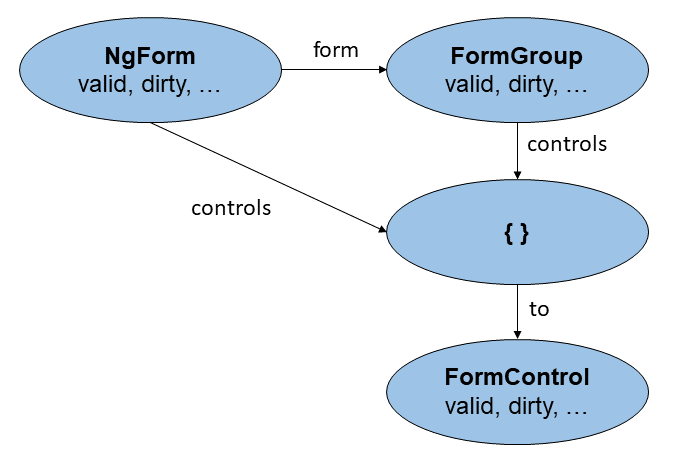 NgForm
valid, dirty, …
form
FormGroup
valid, dirty, …
controls
controls
{ }
to
FormControl
valid, dirty, …